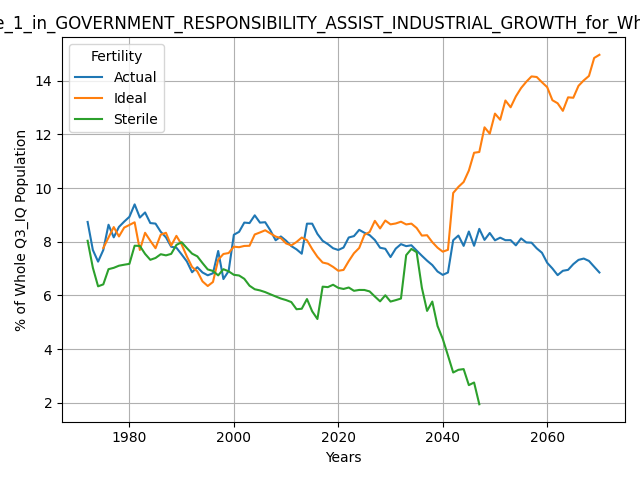 e_1_in_GOVERNMENT_RESPONSIBILITY_ASSIST_INDUSTRIAL_GROWTH_for_Wh
Fertility
Actual
Ideal
Sterile
% of Whole Q3_IQ Population
14
12
10
8
6
4
2
1980 2000 2020 2040 2060
Years